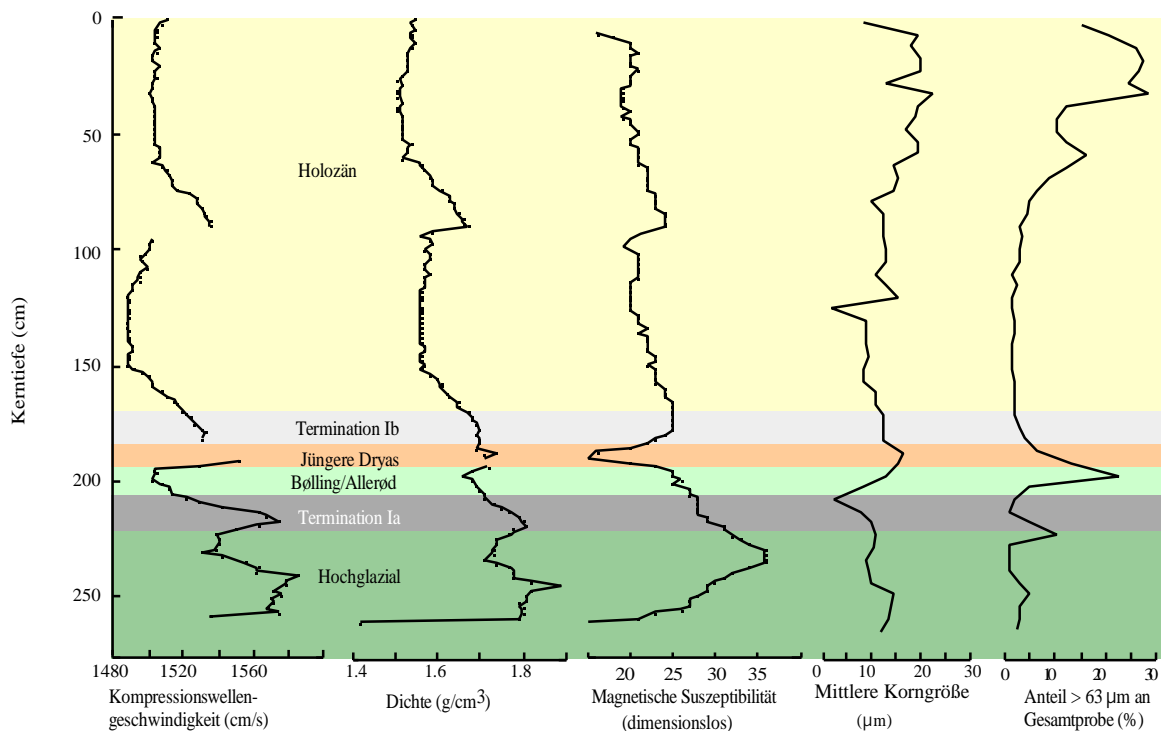 0
50
100
150
200
250
Kerntiefe (cm)
Holozän
Termination Ib
Jüngere Dryas
Bølling/Allerød
Termination Ia
Hochglazial
1480 1520 1560
Kompressionswellen-
geschwindigkeit (cm/s)
1.4 1.6 1.8
Dichte (g/cm³)
20 25 30 35
Magnetische Suszeptibilität
(dimensionslos)
0 10 20 30
Mittlere Korngröße
(µm)
0 10 20 30
Anteil > 63 µm an
Gesamtprobe (%)